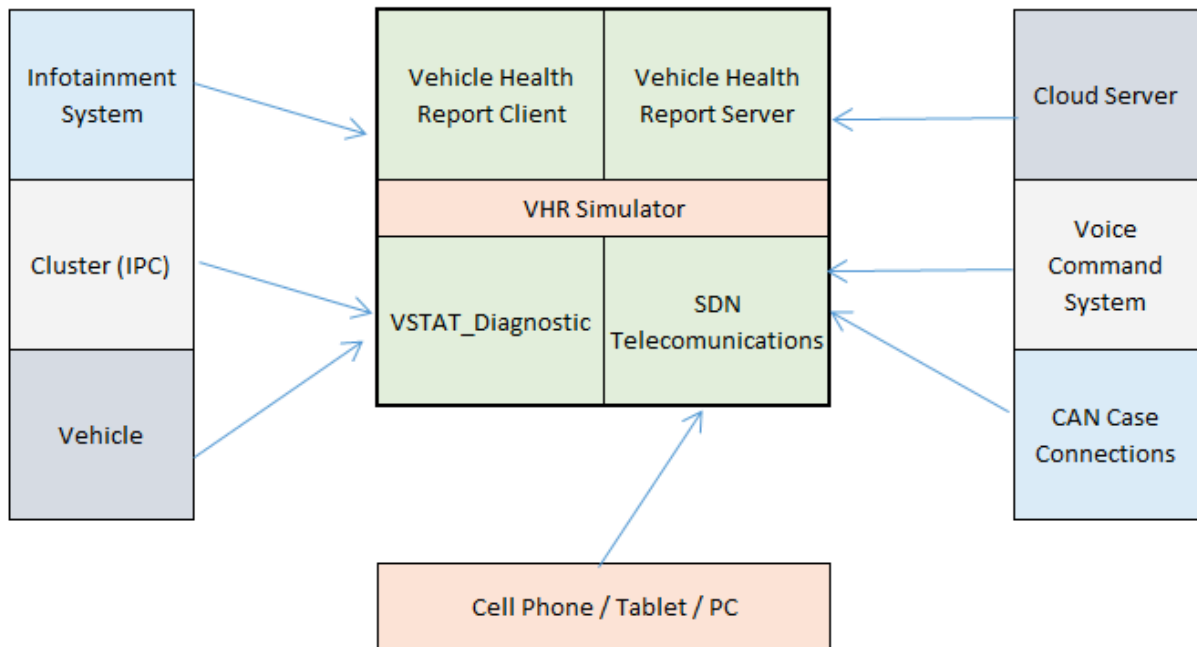 Infotainment
System
Cluster (IPC)
Vehicle
Vehicle Health
Report Client
Vehicle Health
Report Server
VHR Simulator
VSTAT_Diagnostic
SDN
Telecomunications
Cloud Server
Voice
Command
System
CAN Case
Connections
Cell Phone / Tablet / PC